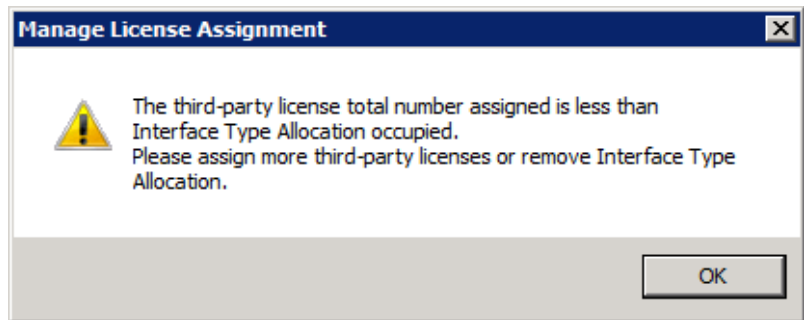 Manage License Assignment
The third-party license total number assigned is less than
Interface Type Allocation occupied.
Please assign more third-party licenses or remove Interface Type
Allocation.
OK